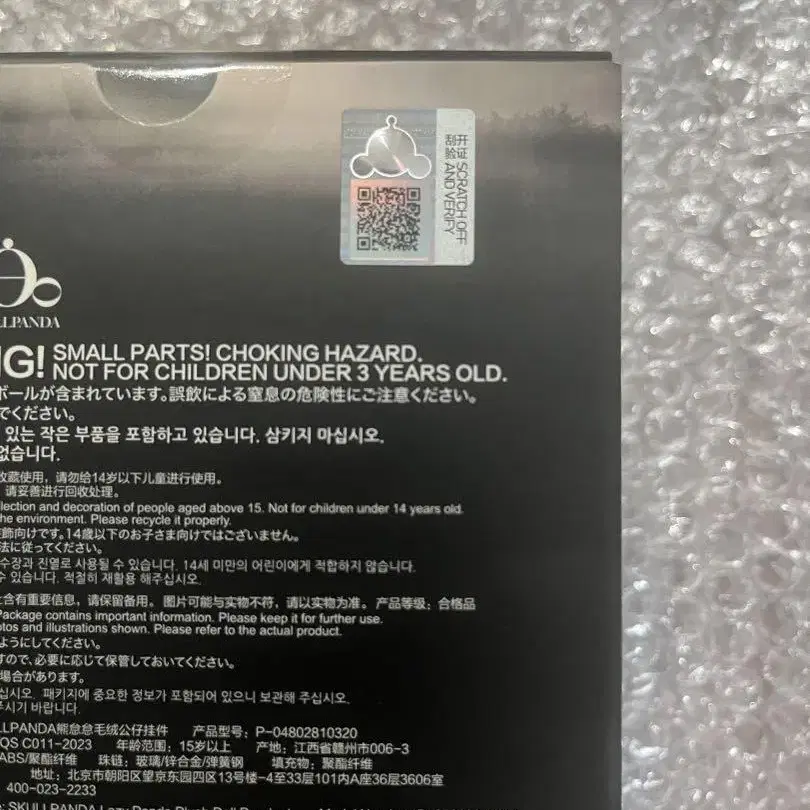 开证 SCRATCH OFF
刮验 AND VERIFY
LLPANDA
NG! SMALL PARTS! CHOKING HAZARD.
NOT FOR CHILDREN UNDER 3 YEARS OLD.
ボールが含まれています。誤飲による窒息の危険性にご注意ください。
でください。
있는 작은 부품을 포함하고 있습니다. 삼키지 마십시오.
없습니다.
收藏使用，请勿给14岁以下儿童进行使用。
请妥善进行回收处理。
llection and decoration of people aged above 15. Not for children under 14 years old.
the environment. Please recycle it properly.
飾向けです。14歳以下のお子さま向けではございません。
法に従ってください。
수장과 진열로 사용될 수 있습니다. 14세 미만의 어린이에게 적합하지 않습니다.
수 있습니다. 적절히 재활용 해주십시오.
含有重要信息，请保留备用。 图片可能与实物不符，请以实物为准。 产品等级：合格品
Package contains important information. Please keep it for further use.
otos and illustrations shown. Please refer to the actual product.
ようにしてください。
すので、必要に応じて保管しておいてください。
場合があります。
십시오. 패키지에 중요한 정보가 포함되어 있으니 보관해 주십시오.
주시기 바랍니다.
LLPANDA熊怠怠毛绒公仔挂件 产品型号：P-04802810320
QS C011-2023 年龄范围：15岁以上 产地：江西省赣州市006-3
ABS/聚酯纤维 珠链：玻璃/锌合金/弹簧钢 填充物：聚酯纤维
地址：北京市朝阳区望京东园四区13号楼-4至33层101内A座36层3606室
400-023-2233